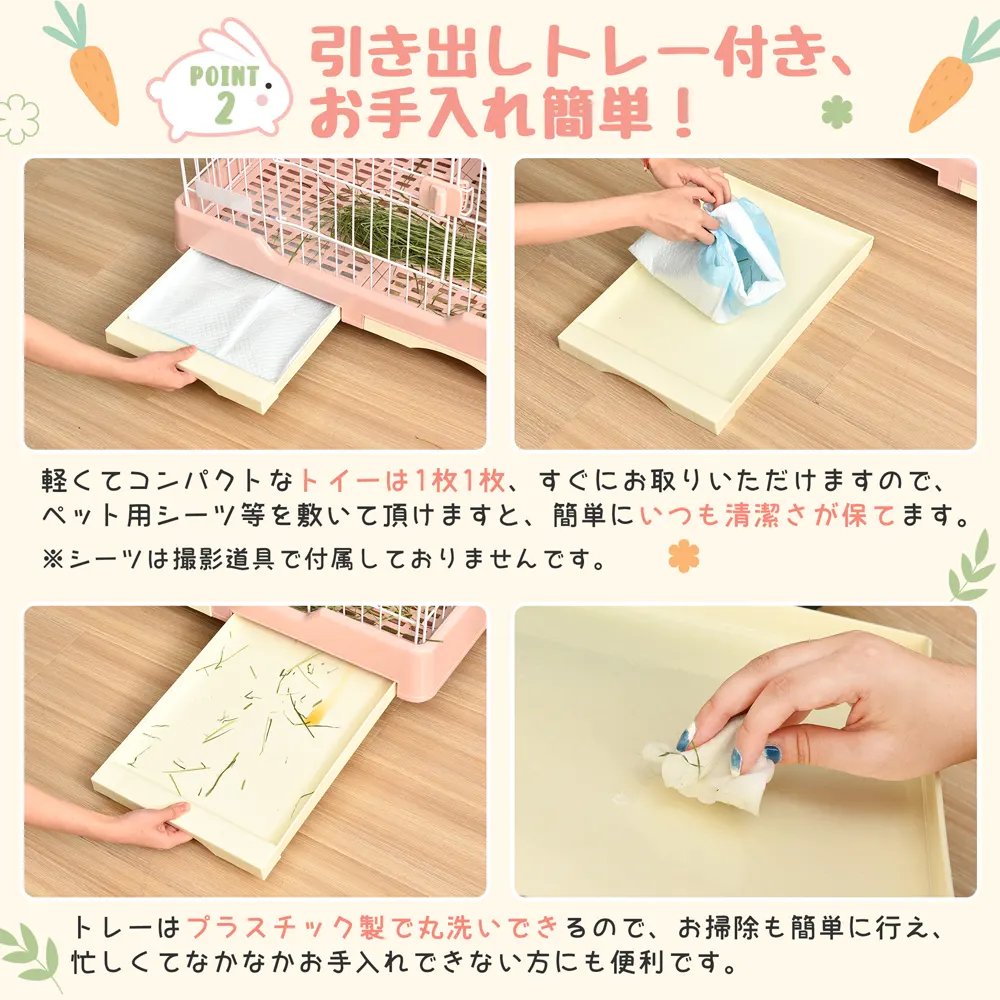 POINT
2
引き出しトレー付き、
お手入れ簡単！
軽くてコンパクトなトイーは1枚1枚、すぐにお取りいただけますので、
ペット用シーツ等を敷いて頂けますと、簡単にいつも清潔さが保てます。
※シーツは撮影道具で付属しておりませんです。
トレーはプラスチック製で丸洗いできるので、お掃除も簡単に行え、
忙しくてなかなかお手入れできない方にも便利です。